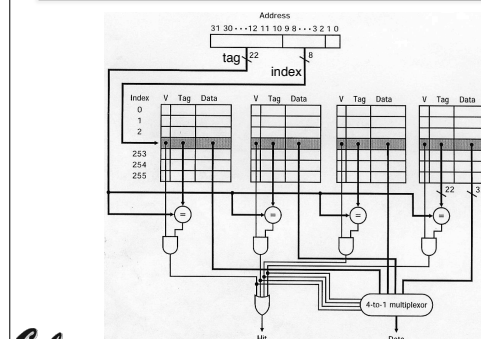 Address
31 30 · · · 12 11 10 9 8 · · · 3 2 1 0
tag 22
index 8
Index V Tag Data V Tag Data V Tag Data V Tag Data
0
1
2
253
254
255
22 3
= = = =
4-to-1 multiplexor
Hit Data